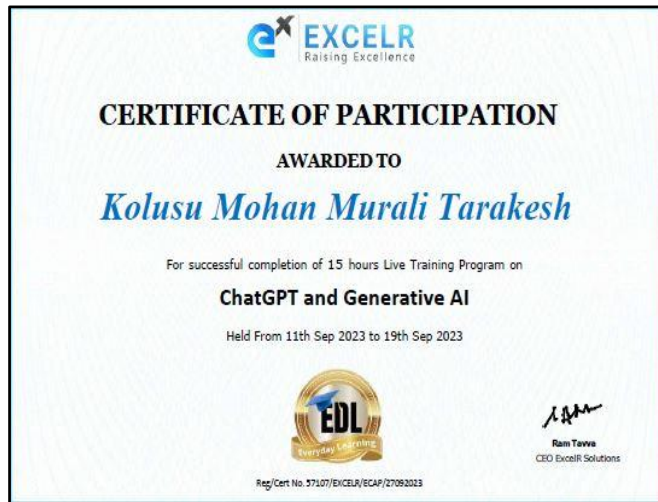 eX EXCELR
Raising Excellence
CERTIFICATE OF PARTICIPATION
AWARDED TO
Kolusu Mohan Murali Tarakesh
For successful completion of 15 hours Live Training Program on
ChatGPT and Generative AI
Held From 11th Sep 2023 to 19th Sep 2023
EDL
Everyday Learning
Ram Tavva
CEO ExcelR Solutions
Reg/Cert No. 57107/EXCELR/ECAP/27092023